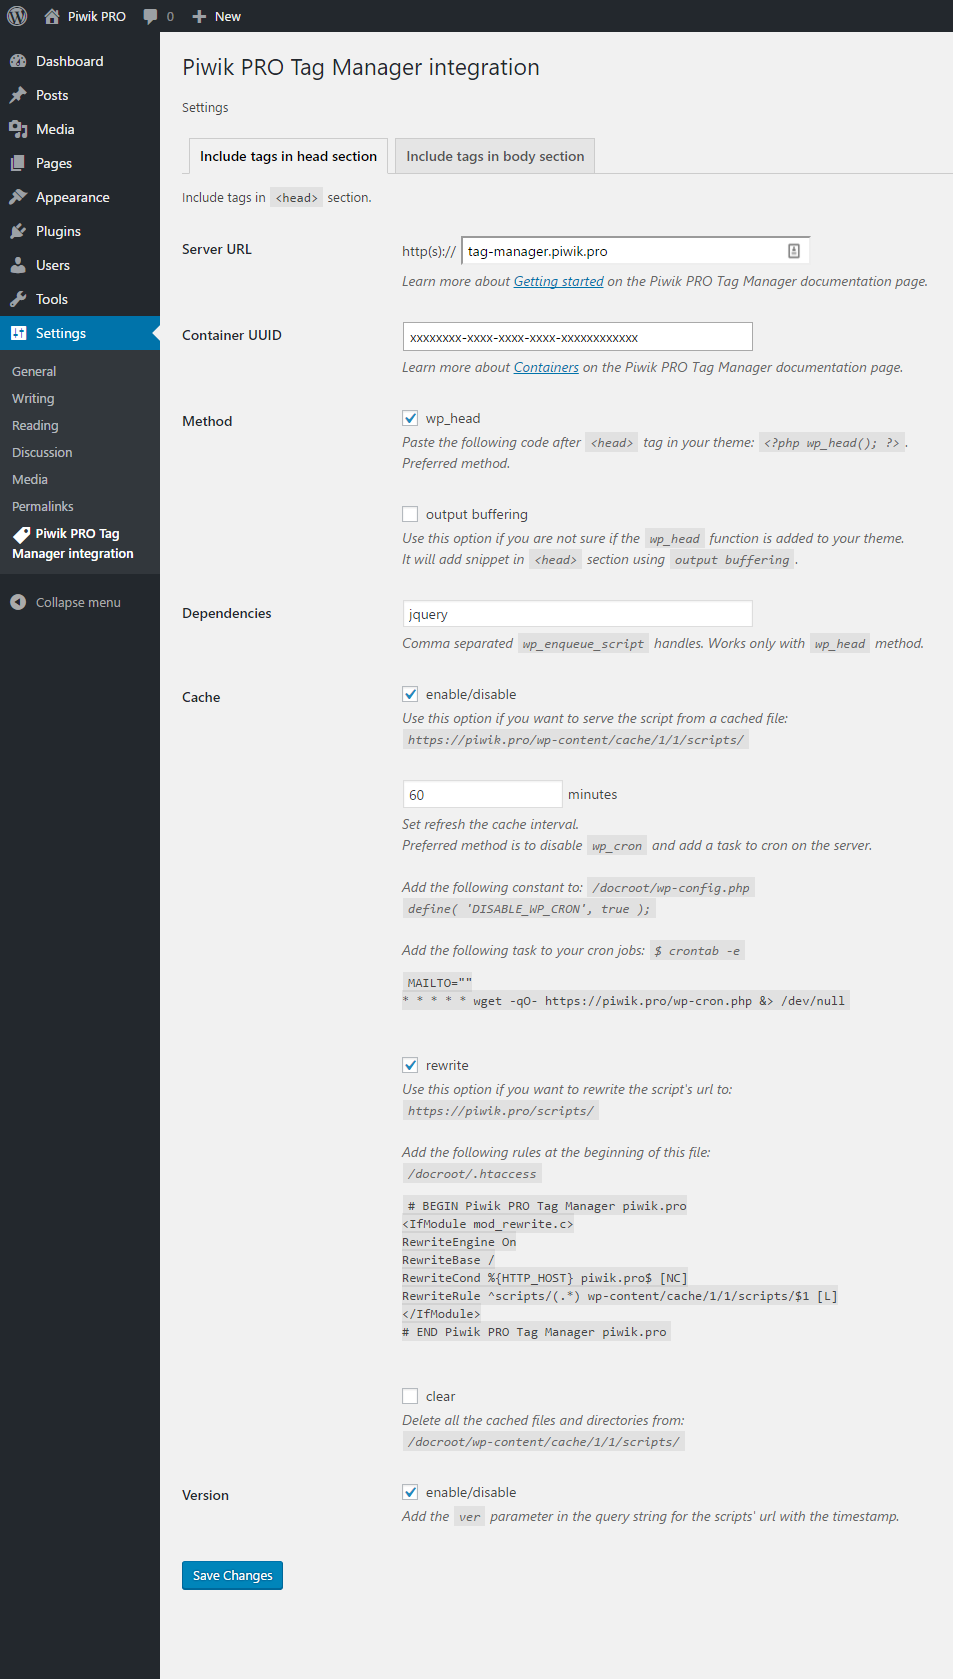 Piwik PRO 0 New
Dashboard
Posts
Media
Pages
Appearance
Plugins
Users
Tools
Settings
General
Writing
Reading
Discussion
Media
Permalinks
Piwik PRO Tag
Manager integration
Collapse menu
Piwik PRO Tag Manager integration
Settings
Include tags in head section Include tags in body section
Include tags in <head> section.
Server URL http(s):// tag-manager.piwik.pro
Learn more about Getting started on the Piwik PRO Tag Manager documentation page.
Container UUID xxxxxxxx-xxxx-xxxx-xxxx-xxxxxxxxxxxx
Learn more about Containers on the Piwik PRO Tag Manager documentation page.
Method wp_head
Paste the following code after <head> tag in your theme: <?php wp_head(); ?>.
Preferred method.
output buffering
Use this option if you are not sure if the wp_head function is added to your theme.
It will add snippet in <head> section using output buffering.
Dependencies jquery
Comma separated wp_enqueue_script handles. Works only with wp_head method.
Cache enable/disable
Use this option if you want to serve the script from a cached file:
https://piwik.pro/wp-content/cache/1/1/scripts/
60 minutes
Set refresh the cache interval.
Preferred method is to disable wp_cron and add a task to cron on the server.
Add the following constant to: /docroot/wp-config.php
define( 'DISABLE_WP_CRON', true );
Add the following task to your cron jobs: $ crontab -e
MAILTO=""
* * * * * wget -qO- https://piwik.pro/wp-cron.php &> /dev/null
rewrite
Use this option if you want to rewrite the script's url to:
https://piwik.pro/scripts/
Add the following rules at the beginning of this file:
/docroot/.htaccess
# BEGIN Piwik PRO Tag Manager piwik.pro
<IfModule mod_rewrite.c>
RewriteEngine On
RewriteBase /
RewriteCond %{HTTP_HOST} piwik.pro$ [NC]
RewriteRule ^scripts/(.*) wp-content/cache/1/1/scripts/$1 [L]
</IfModule>
# END Piwik PRO Tag Manager piwik.pro
clear
Delete all the cached files and directories from:
/docroot/wp-content/cache/1/1/scripts/
Version enable/disable
Add the ver parameter in the query string for the scripts' url with the timestamp.
Save Changes